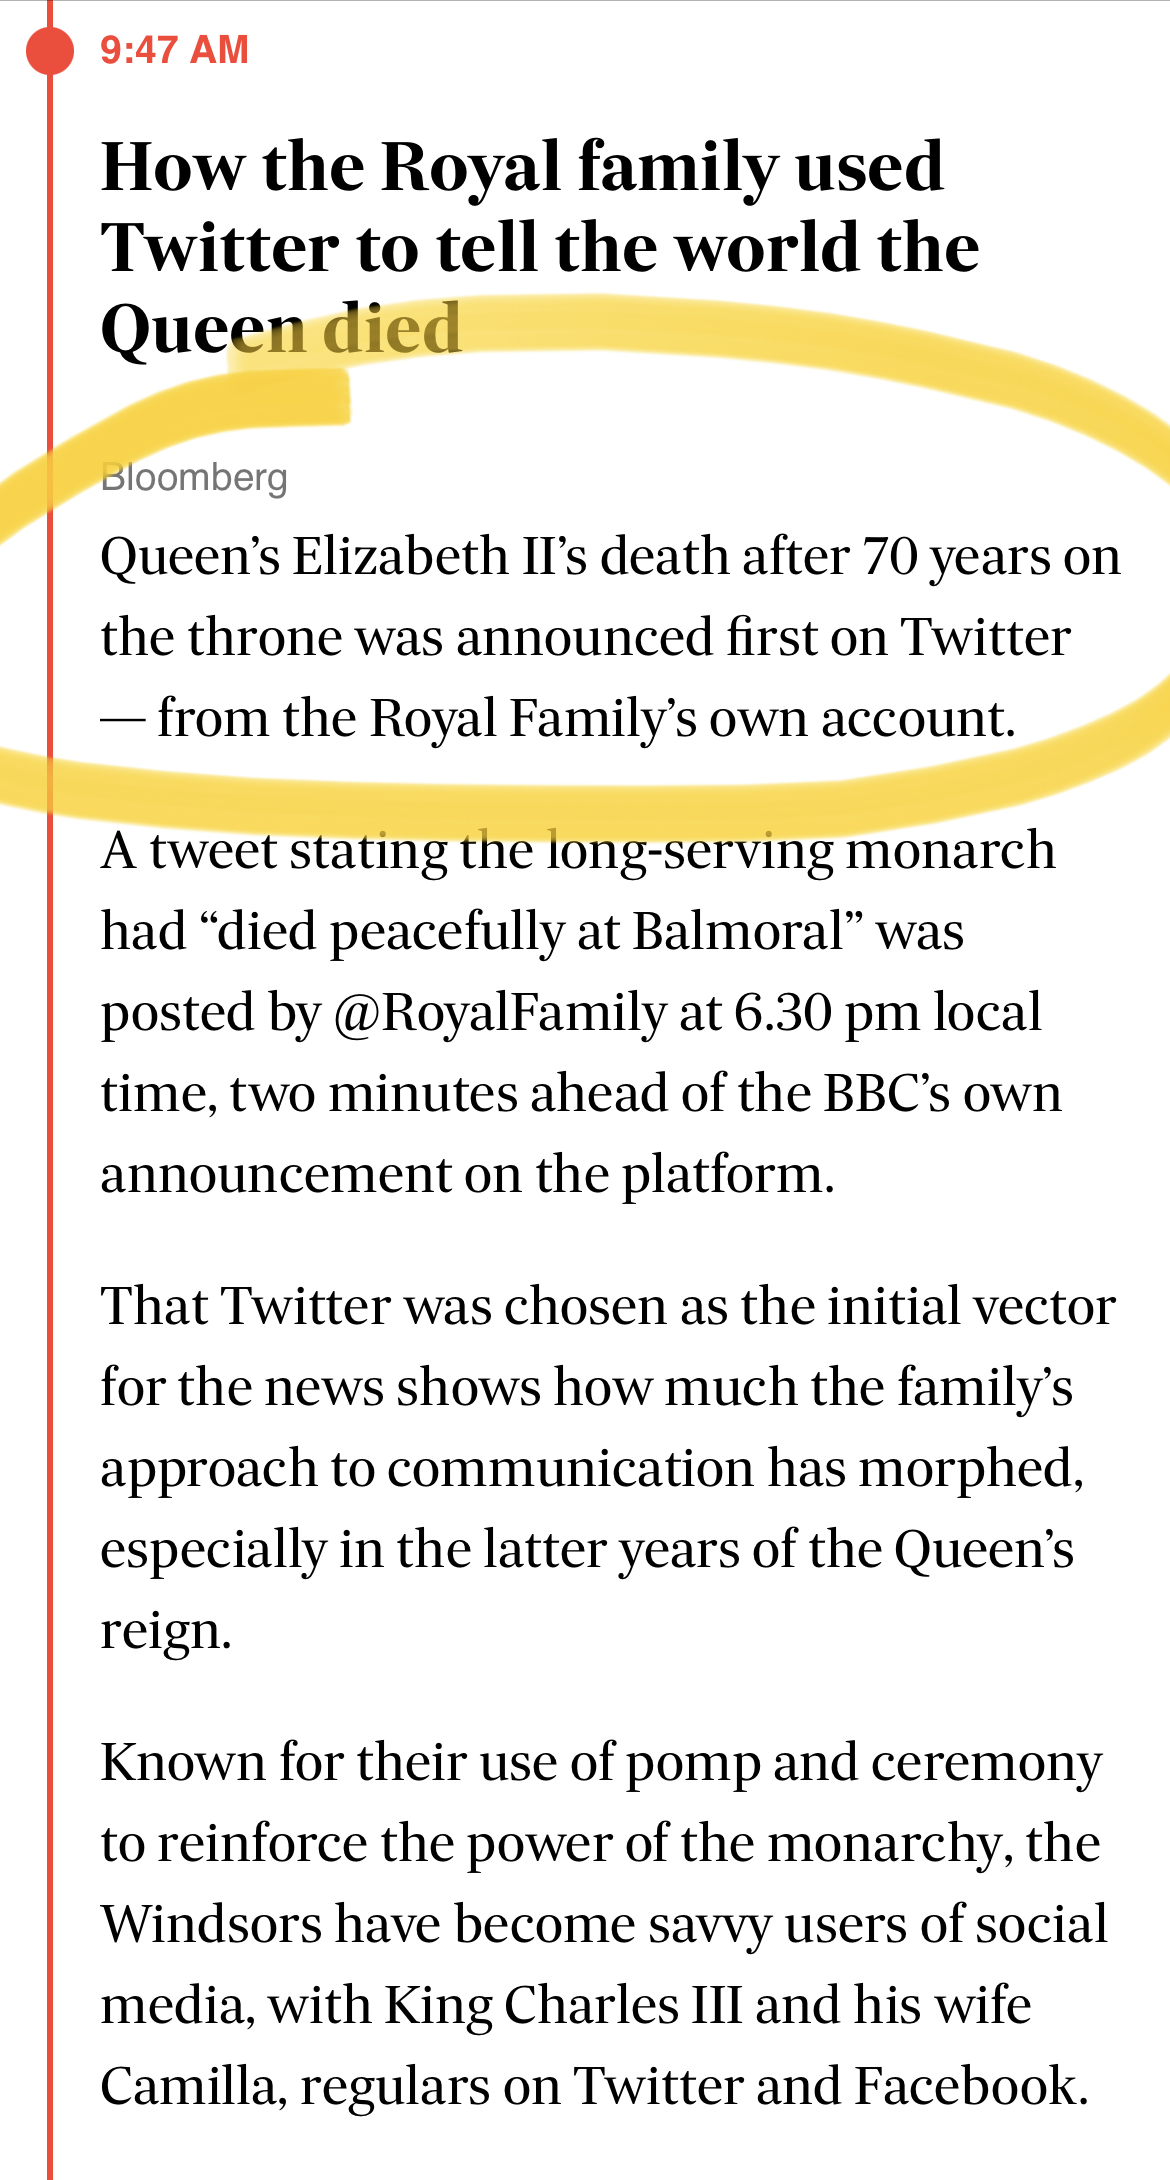 9:47 AM
How the Royal family used
Twitter to tell the world the
Queen died
Bloomberg
Queen’s Elizabeth II’s death after 70 years on
the throne was announced first on Twitter
— from the Royal Family’s own account.
A tweet stating the long-serving monarch
had “died peacefully at Balmoral” was
posted by @RoyalFamily at 6.30 pm local
time, two minutes ahead of the BBC’s own
announcement on the platform.
That Twitter was chosen as the initial vector
for the news shows how much the family’s
approach to communication has morphed,
especially in the latter years of the Queen’s
reign.
Known for their use of pomp and ceremony
to reinforce the power of the monarchy, the
Windsors have become savvy users of social
media, with King Charles III and his wife
Camilla, regulars on Twitter and Facebook.